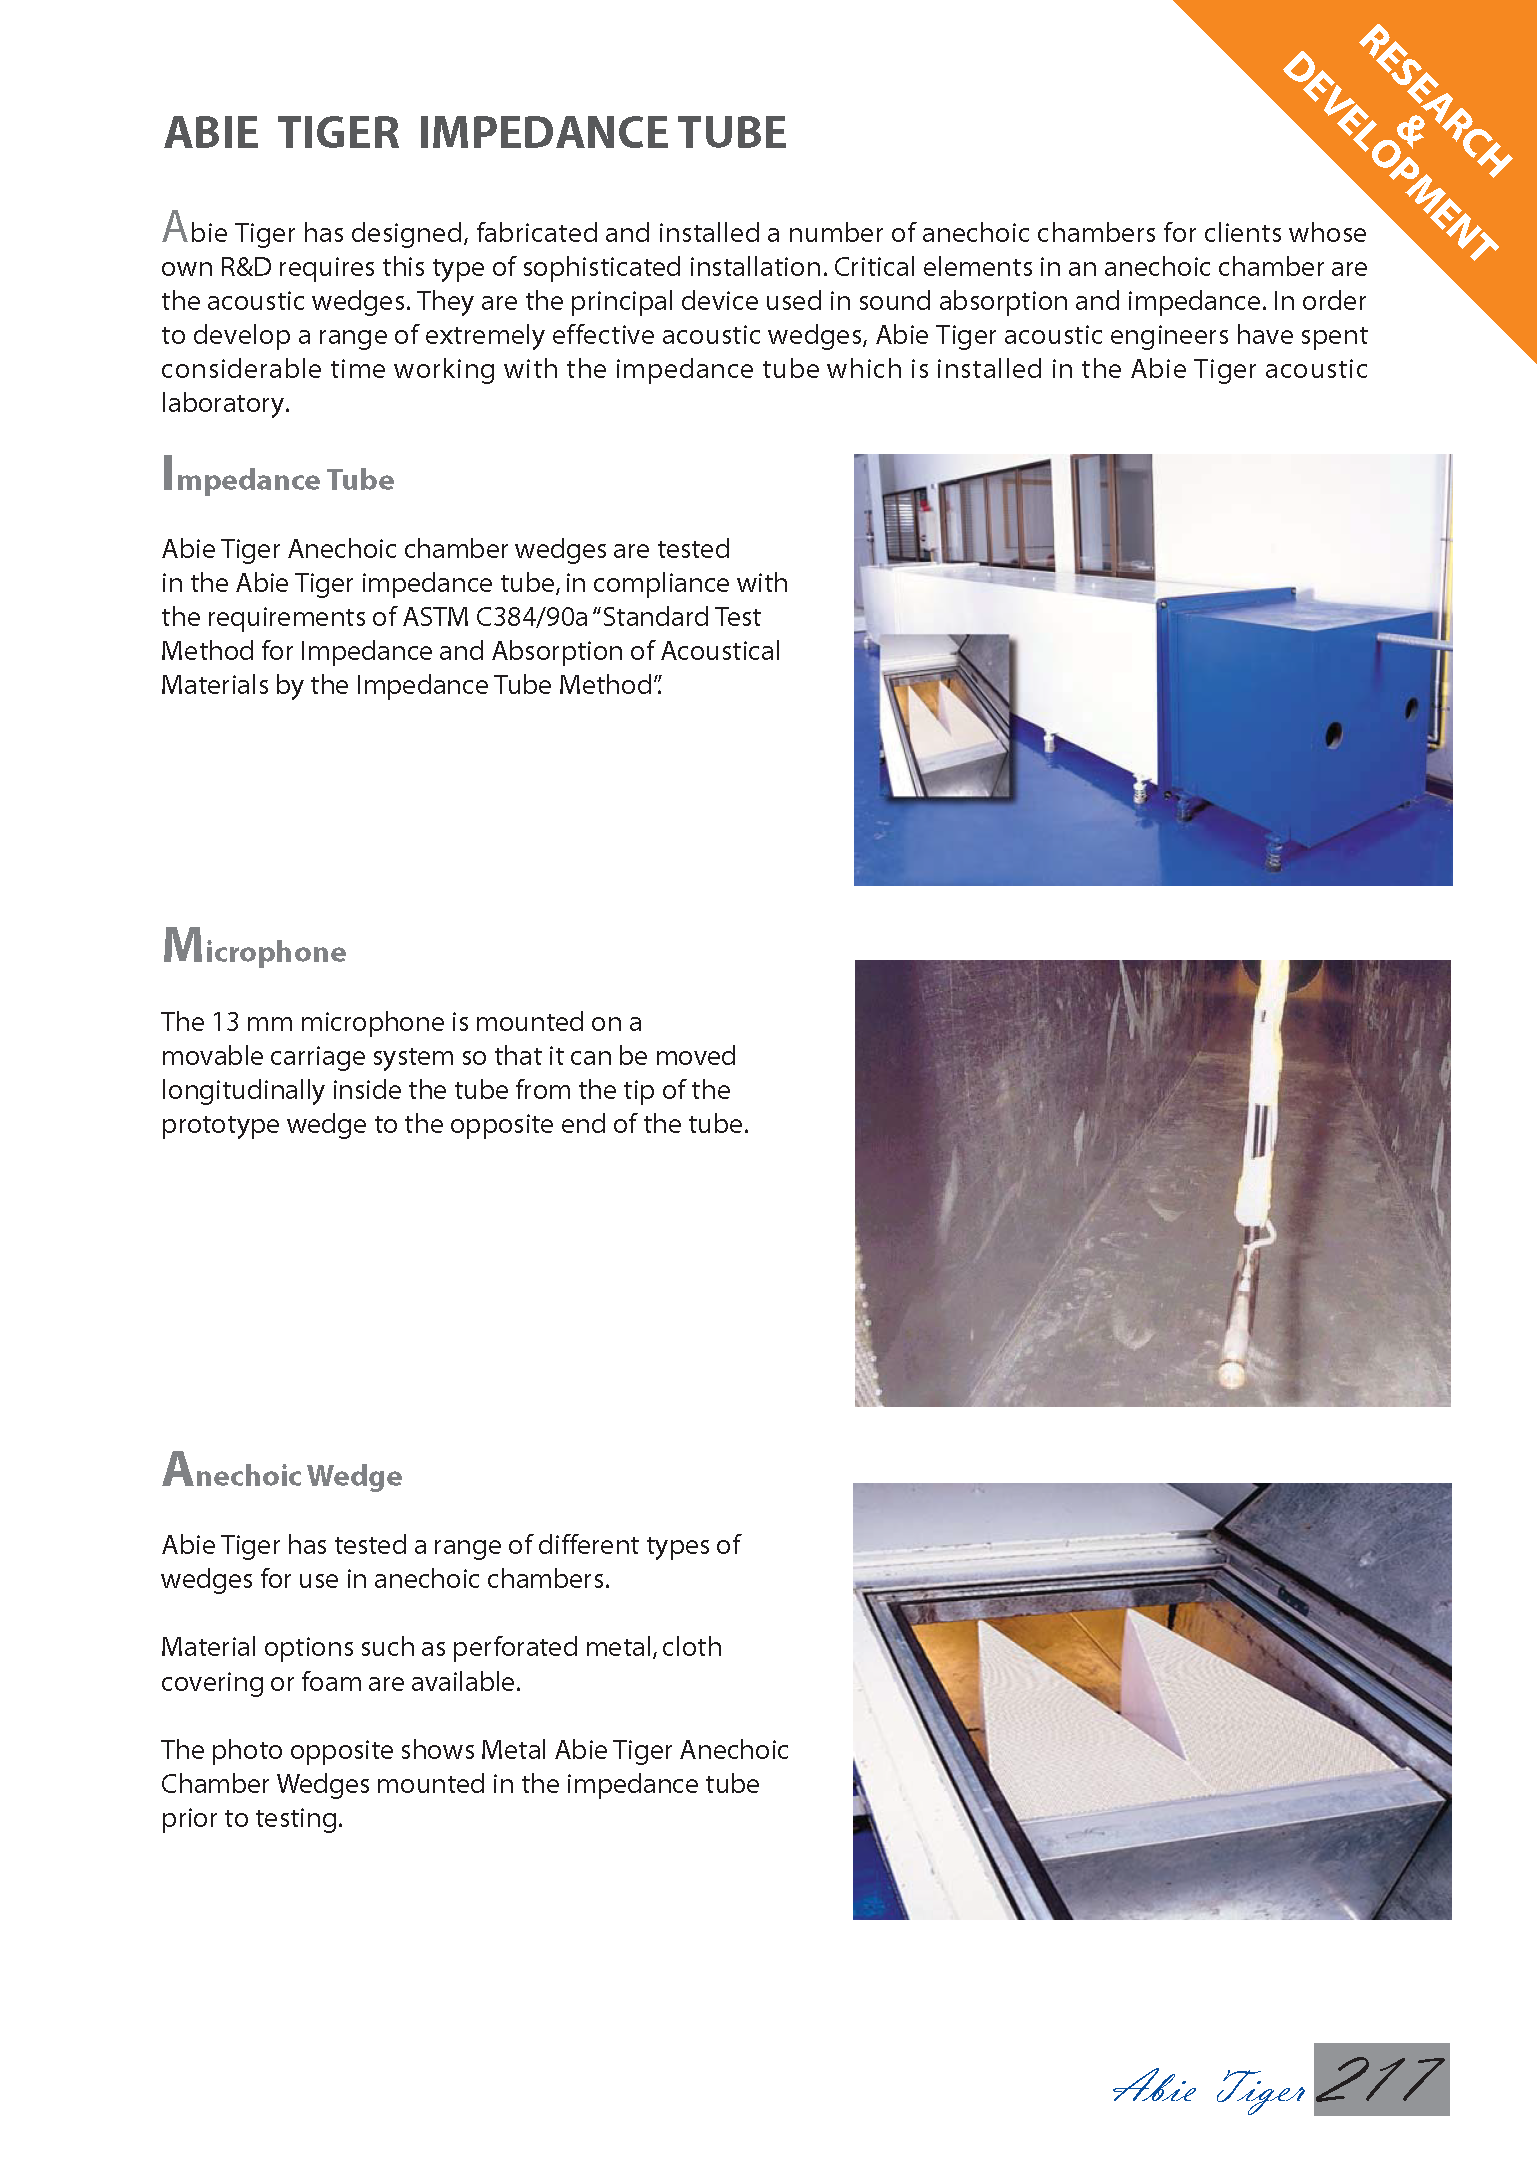 RESEARCH
&
DEVELOPMENT
ABIE TIGER IMPEDANCE TUBE
Abie Tiger has designed, fabricated and installed a number of anechoic chambers for clients whose
own R&D requires this type of sophisticated installation. Critical elements in an anechoic chamber are
the acoustic wedges. They are the principal device used in sound absorption and impedance. In order
to develop a range of extremely effective acoustic wedges, Abie Tiger acoustic engineers have spent
considerable time working with the impedance tube which is installed in the Abie Tiger acoustic
laboratory.
Impedance Tube
Abie Tiger Anechoic chamber wedges are tested
in the Abie Tiger impedance tube, in compliance with
the requirements of ASTM C384/90a “Standard Test
Method for Impedance and Absorption of Acoustical
Materials by the Impedance Tube Method”.
Microphone
The 13 mm microphone is mounted on a
movable carriage system so that it can be moved
longitudinally inside the tube from the tip of the
prototype wedge to the opposite end of the tube.
Anechoic Wedge
Abie Tiger has tested a range of different types of
wedges for use in anechoic chambers.
Material options such as perforated metal, cloth
covering or foam are available.
The photo opposite shows Metal Abie Tiger Anechoic
Chamber Wedges mounted in the impedance tube
prior to testing.
Abie Tiger 217